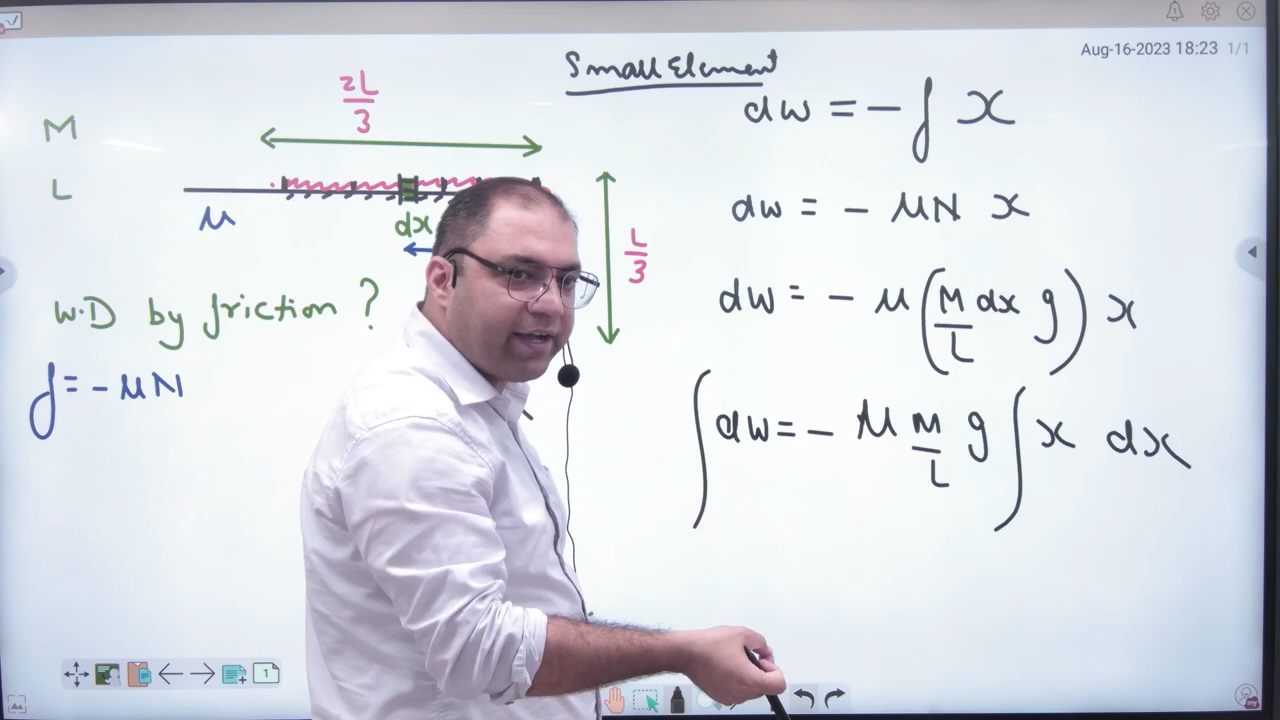 Aug-16-2023 18:23 1/1
Small Element
2L/3
M
L
μ
dx
L/3
W.D by friction ?
f = - μN
dw = - f x
dw = - μN x
dw = - μ (M/L dx g) x
∫ dw = - μ M/L g ∫ x dx
1